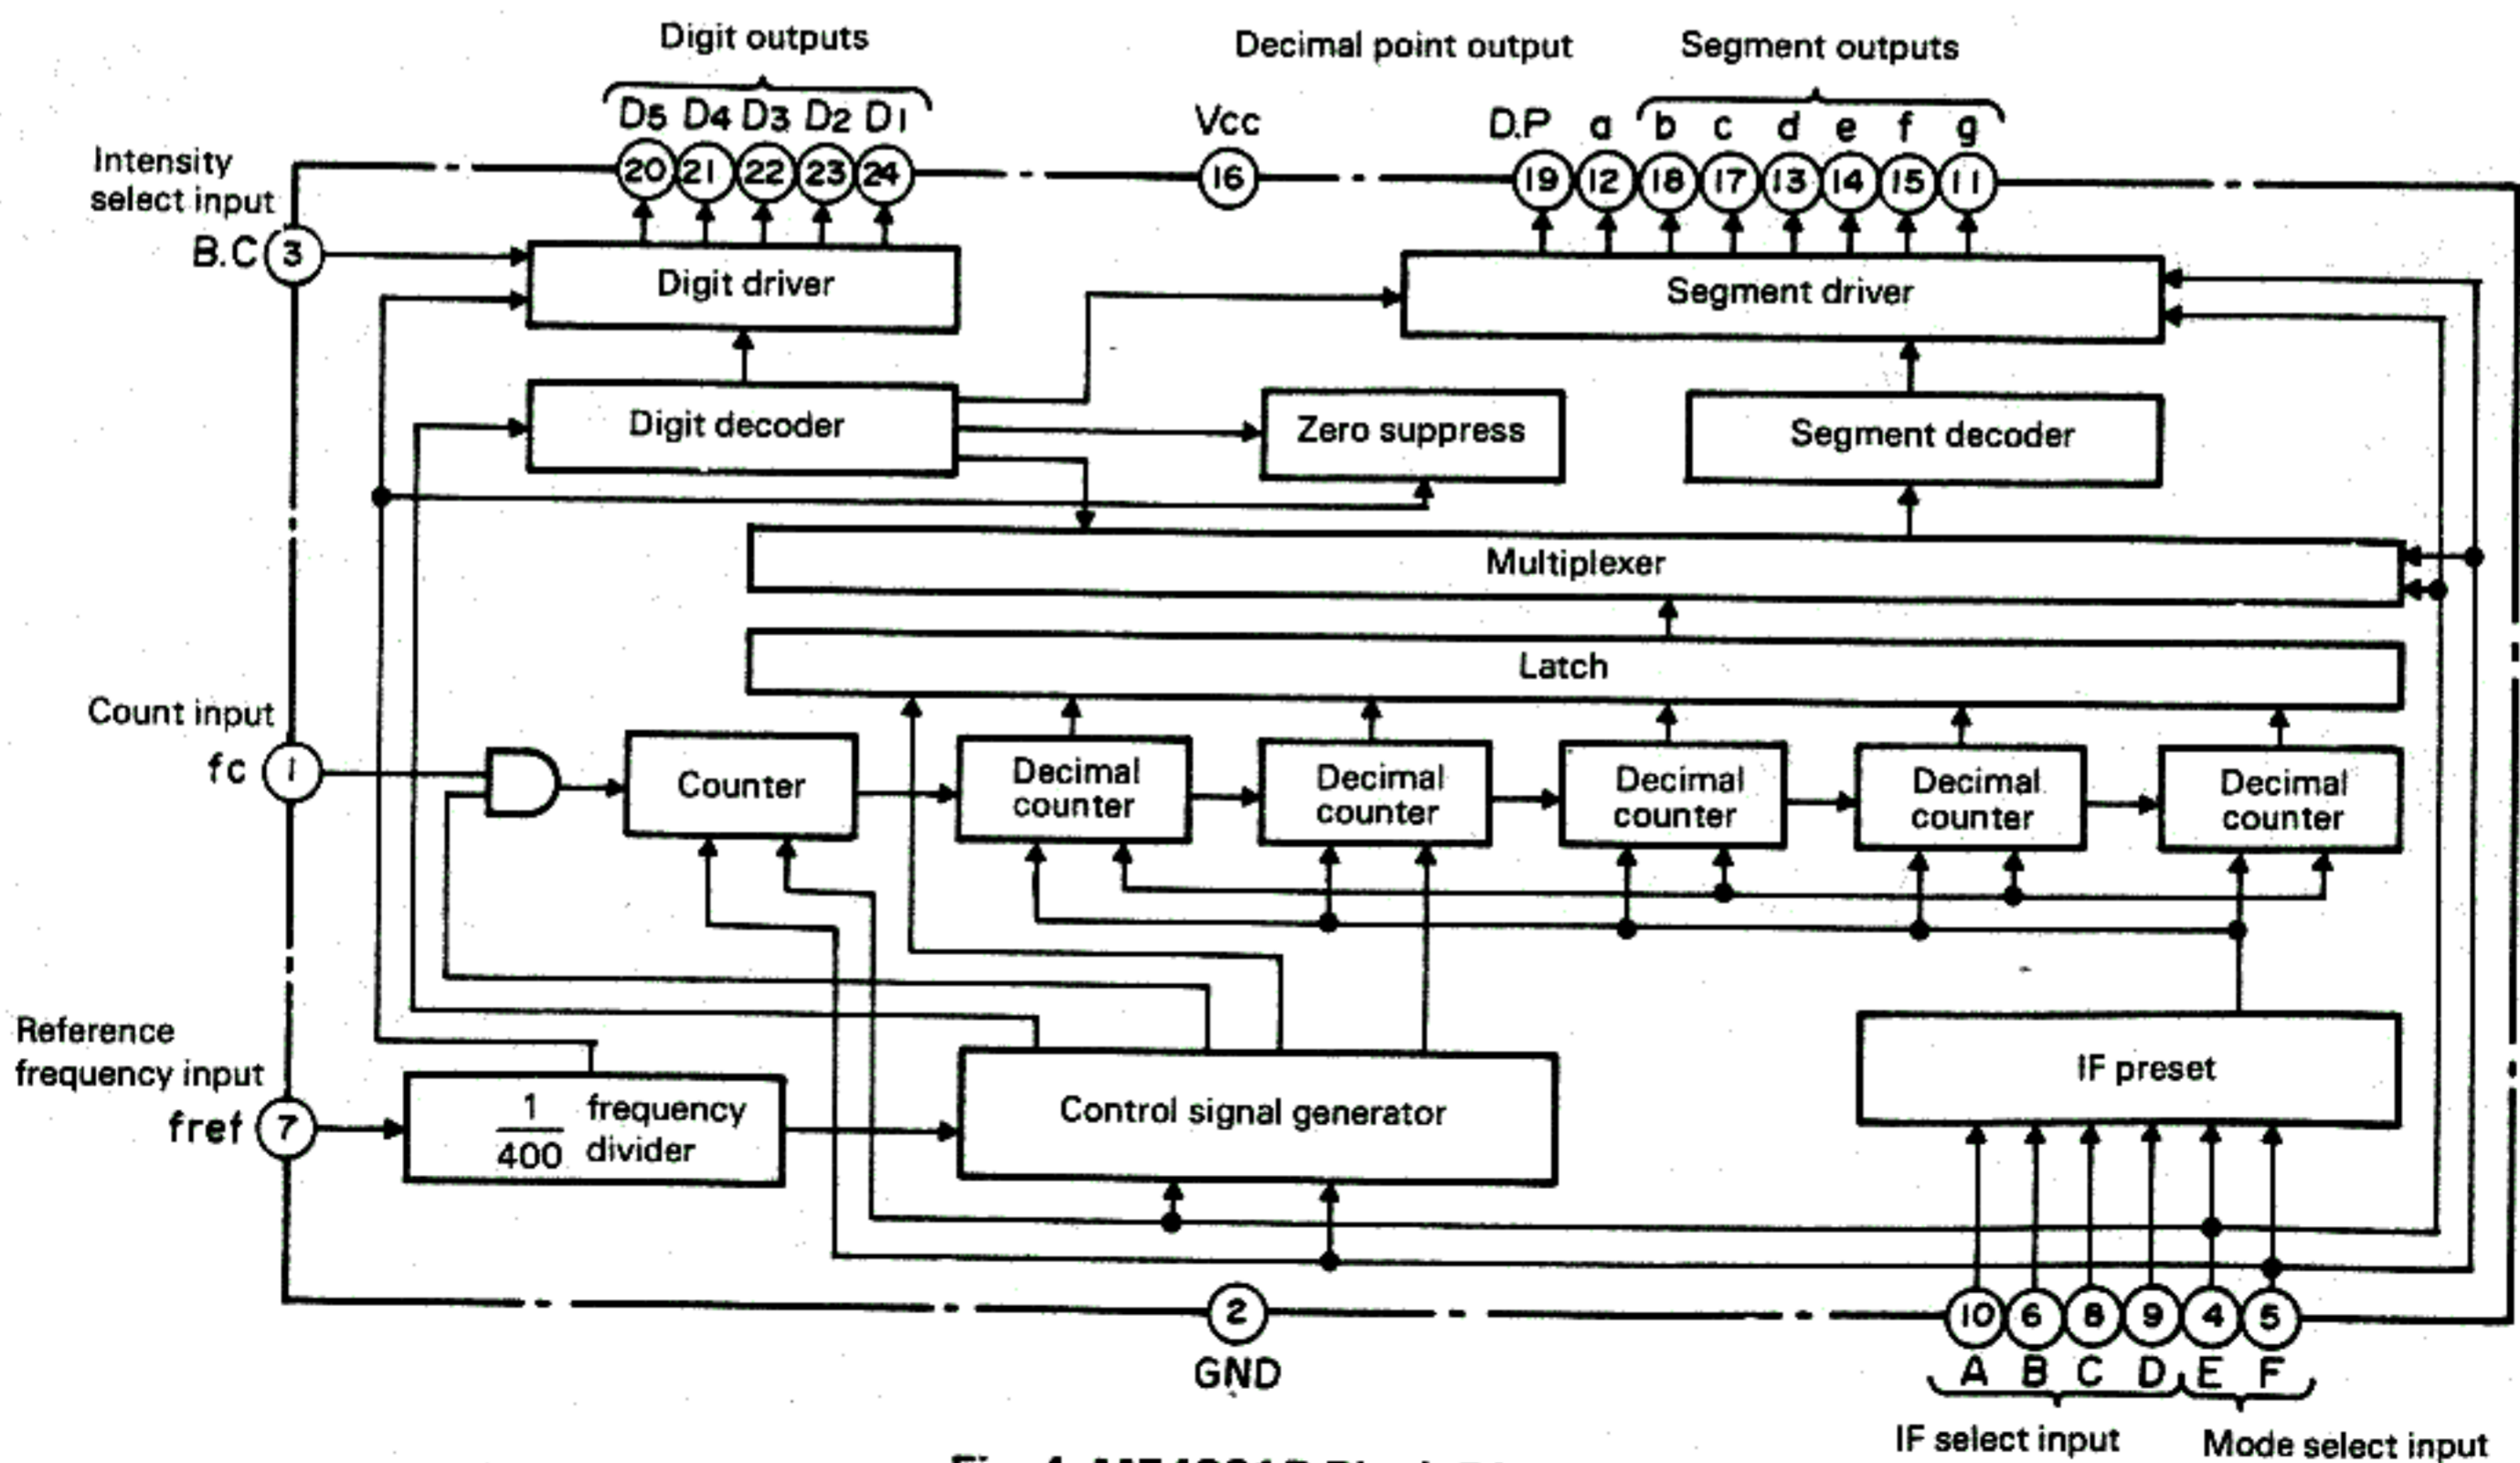 Digit outputs
Decimal point output
Segment outputs
D5 D4 D3 D2 D1
Vcc
D.P a b c d e f g
20 21 22 23 24
16
19 12 18 17 13 14 15 11
Intensity
select input
B.C 3
Digit driver
Segment driver
Digit decoder
Zero suppress
Segment decoder
Multiplexer
Latch
Count input
fc 1
Counter
Decimal
counter
Decimal
counter
Decimal
counter
Decimal
counter
Decimal
counter
Reference
frequency input
fref 7
1
400
frequency
divider
Control signal generator
IF preset
2
GND
10 6 8 9 4 5
A B C D E F
IF select input
Mode select input